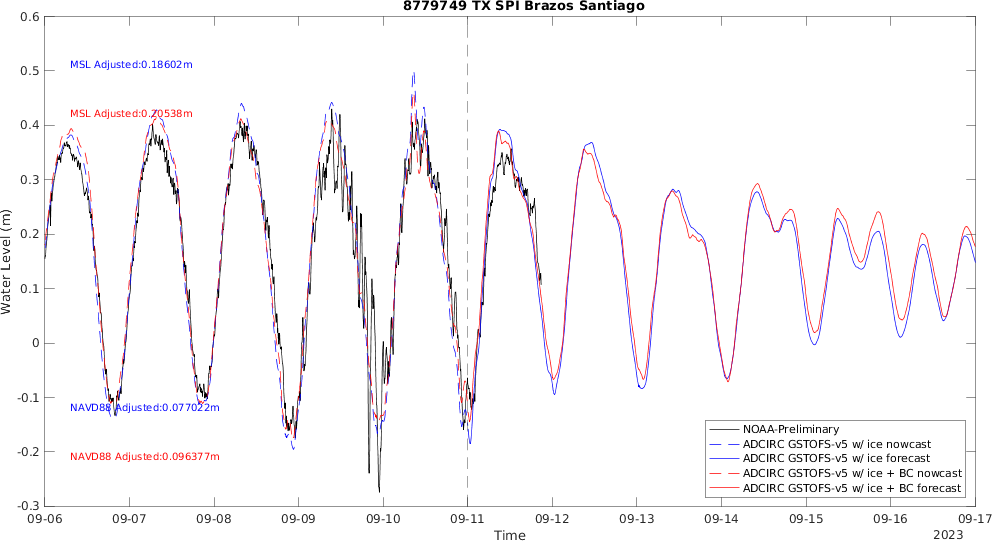 8779749 TX SPI Brazos Santiago
0.6
0.5
0.4
0.3
0.2
0.1
0
-0.1
-0.2
-0.3
Water Level (m)
MSL Adjusted:0.18602m
MSL Adjusted:0.20538m
NAVD88 Adjusted:0.077022m
NAVD88 Adjusted:0.096377m
NOAA-Preliminary
ADCIRC GSTOFS-v5 w/ ice nowcast
ADCIRC GSTOFS-v5 w/ ice forecast
ADCIRC GSTOFS-v5 w/ ice + BC nowcast
ADCIRC GSTOFS-v5 w/ ice + BC forecast
09-06 09-07 09-08 09-09 09-10 09-11 09-12 09-13 09-14 09-15 09-16 09-17
Time
2023